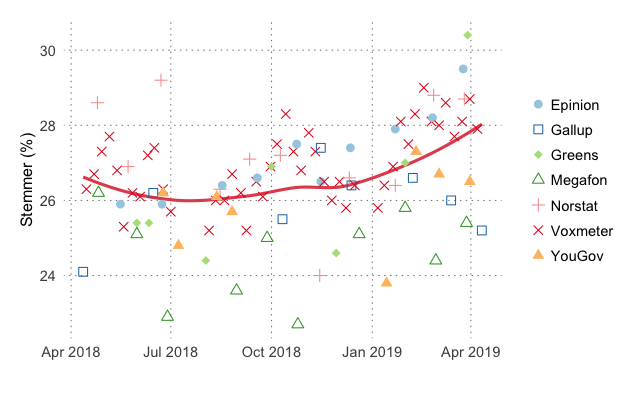 30
28
26
24
Stemmer (%)
Apr 2018 Jul 2018 Oct 2018 Jan 2019 Apr 2019
Epinion
Gallup
Greens
Megafon
Norstat
Voxmeter
YouGov